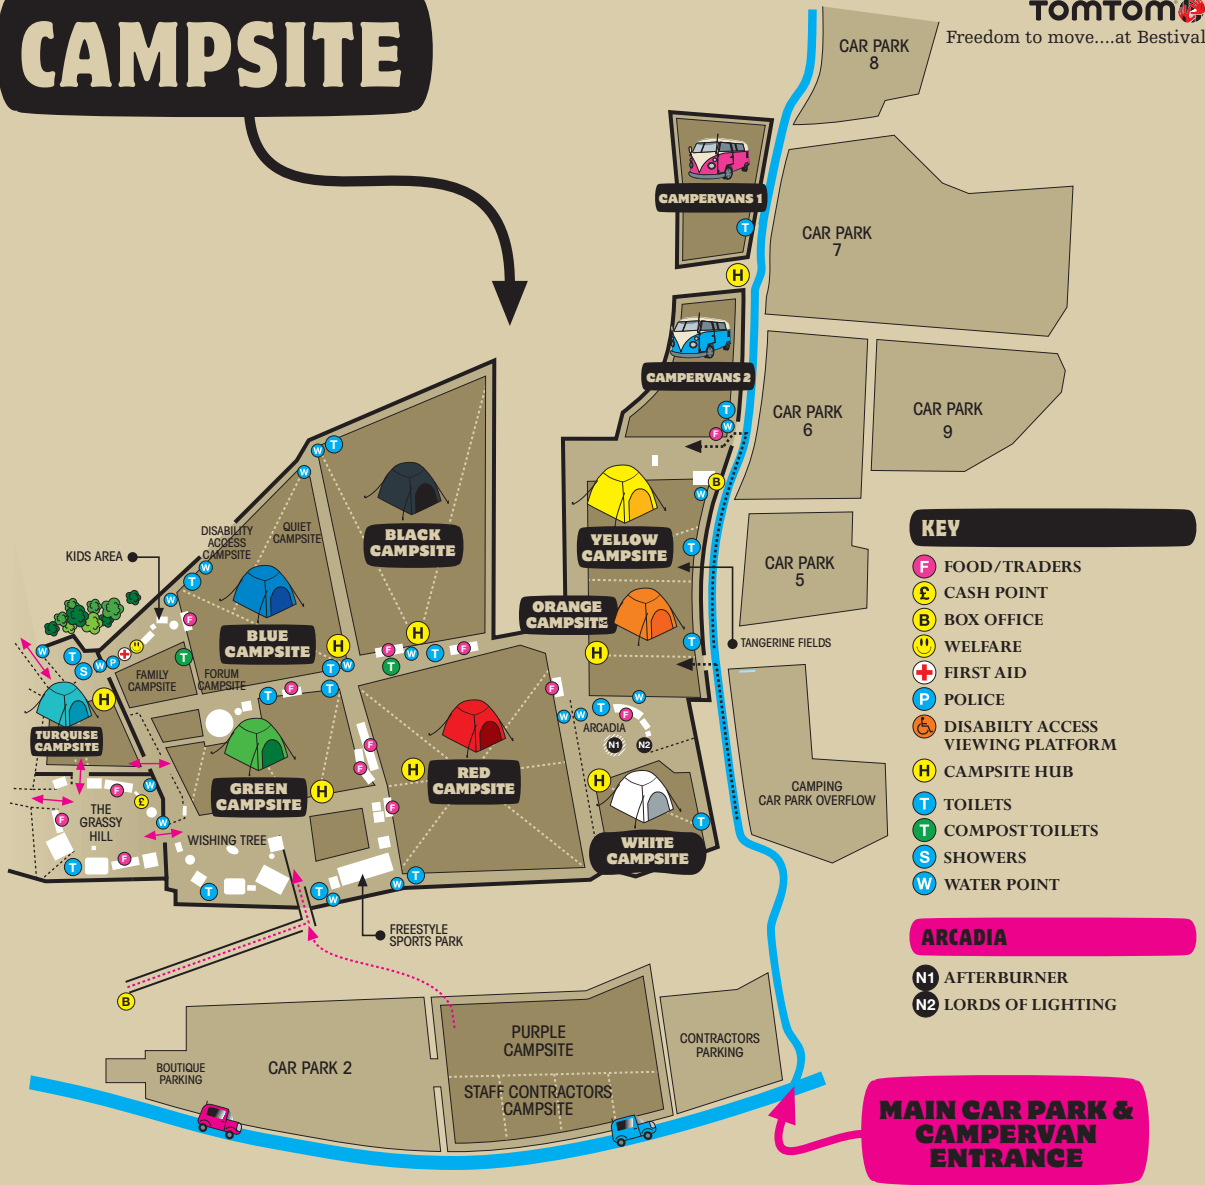 CAMPSITE
TOMTOM
Freedom to move....at Bestival
CAR PARK
8
CAMPERVANS 1
T
H
CAR PARK
7
CAMPERVANS 2
T
W
F
CAR PARK
6
CAR PARK
9
W
T
W
BLACK
CAMPSITE
YELLOW
CAMPSITE
B
W
T
CAR PARK
5
DISABILITY
ACCESS
CAMPSITE
QUIET
CAMPSITE
KIDS AREA
W
T
W
F
BLUE
CAMPSITE
ORANGE
CAMPSITE
H
T
TANGERINE FIELDS
H
H
F
W
T
F
T
T
W
W
T
S
W
P
T
FAMILY
CAMPSITE
FORUM
CAMPSITE
T
F
T
H
TURQUISE
CAMPSITE
F
W
W
T
F
W
ARCADIA
N1
N2
GREEN
CAMPSITE
H
F
F
H
RED
CAMPSITE
F
H
WHITE
CAMPSITE
T
CAMPING
CAR PARK OVERFLOW
THE
GRASSY
HILL
F
W
£
F
W
F
T
WISHING TREE
T
T
W
W
T
FREESTYLE
SPORTS PARK
B
BOUTIQUE
PARKING
CAR PARK 2
PURPLE
CAMPSITE
STAFF CONTRACTORS
CAMPSITE
CONTRACTORS
PARKING
MAIN CAR PARK &
CAMPERVAN
ENTRANCE
KEY
F FOOD/TRADERS
£ CASH POINT
B BOX OFFICE
WELFARE
FIRST AID
P POLICE
DISABILTY ACCESS
VIEWING PLATFORM
H CAMPSITE HUB
T TOILETS
T COMPOST TOILETS
S SHOWERS
W WATER POINT
ARCADIA
N1 AFTERBURNER
N2 LORDS OF LIGHTING